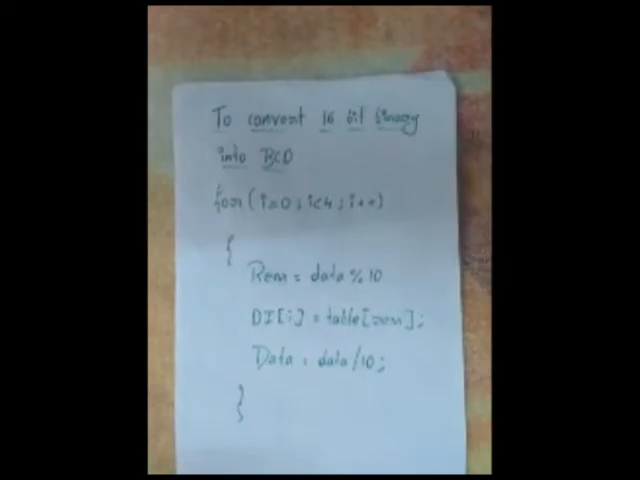 To convert 16 bit binary
into BCD
for(i=0;i<4;i++)
{
Rem = data%10
DI[i] = table[rem];
Data = data/10;
}